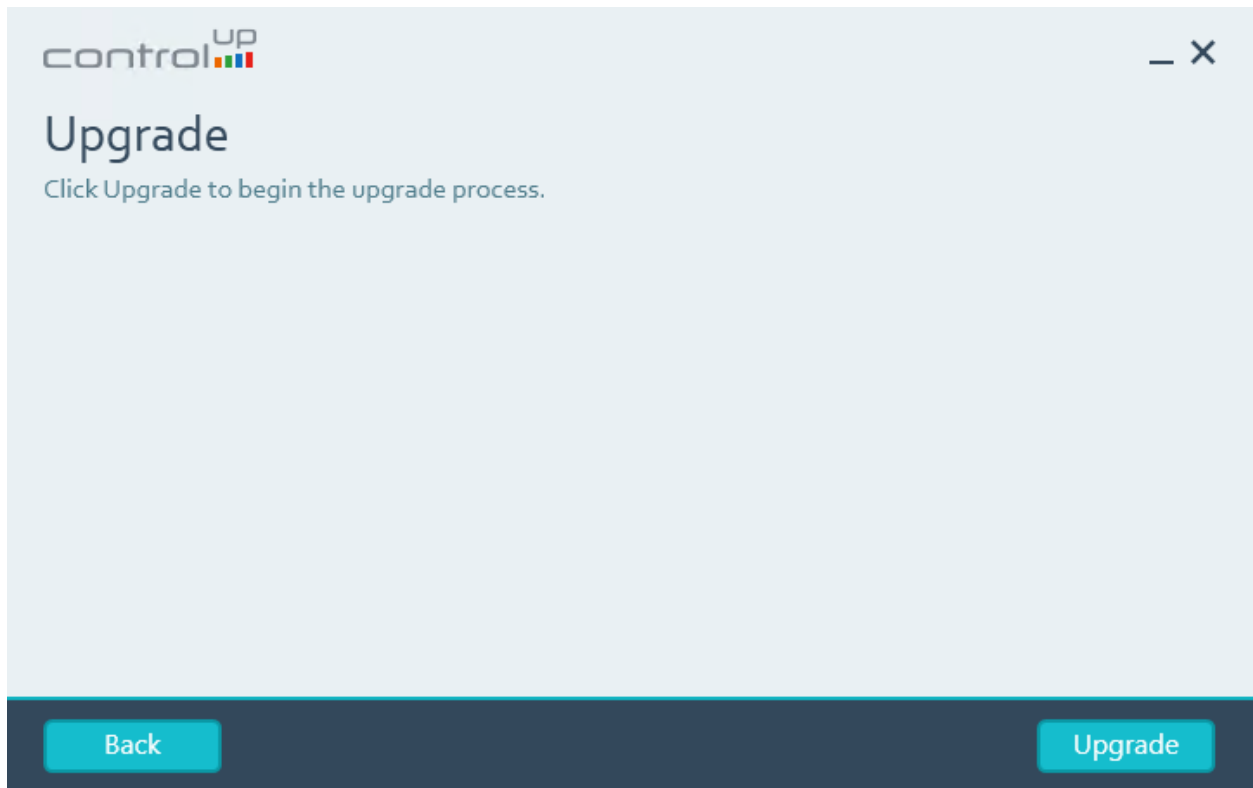 controlup
Upgrade
Click Upgrade to begin the upgrade process.
Back
Upgrade